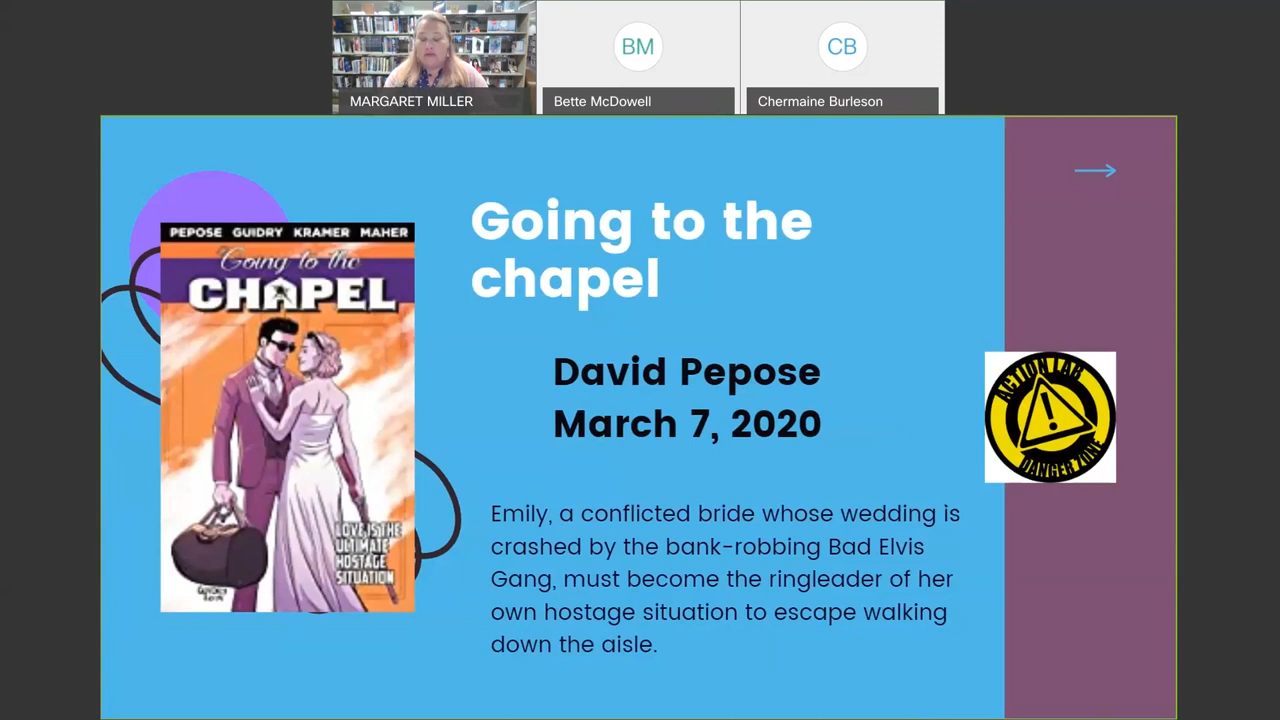 MARGARET MILLER
BM
Bette McDowell
CB
Chermaine Burleson
PEPOSE GUIDRY KRAMER MAHER
Going to the
CHAPEL
LOVE IS THE
ULTIMATE
HOSTAGE
SITUATION
Going to the
chapel
David Pepose
March 7, 2020
Emily, a conflicted bride whose wedding is
crashed by the bank-robbing Bad Elvis
Gang, must become the ringleader of her
own hostage situation to escape walking
down the aisle.
ACTION LAB
!
DANGER ZONE